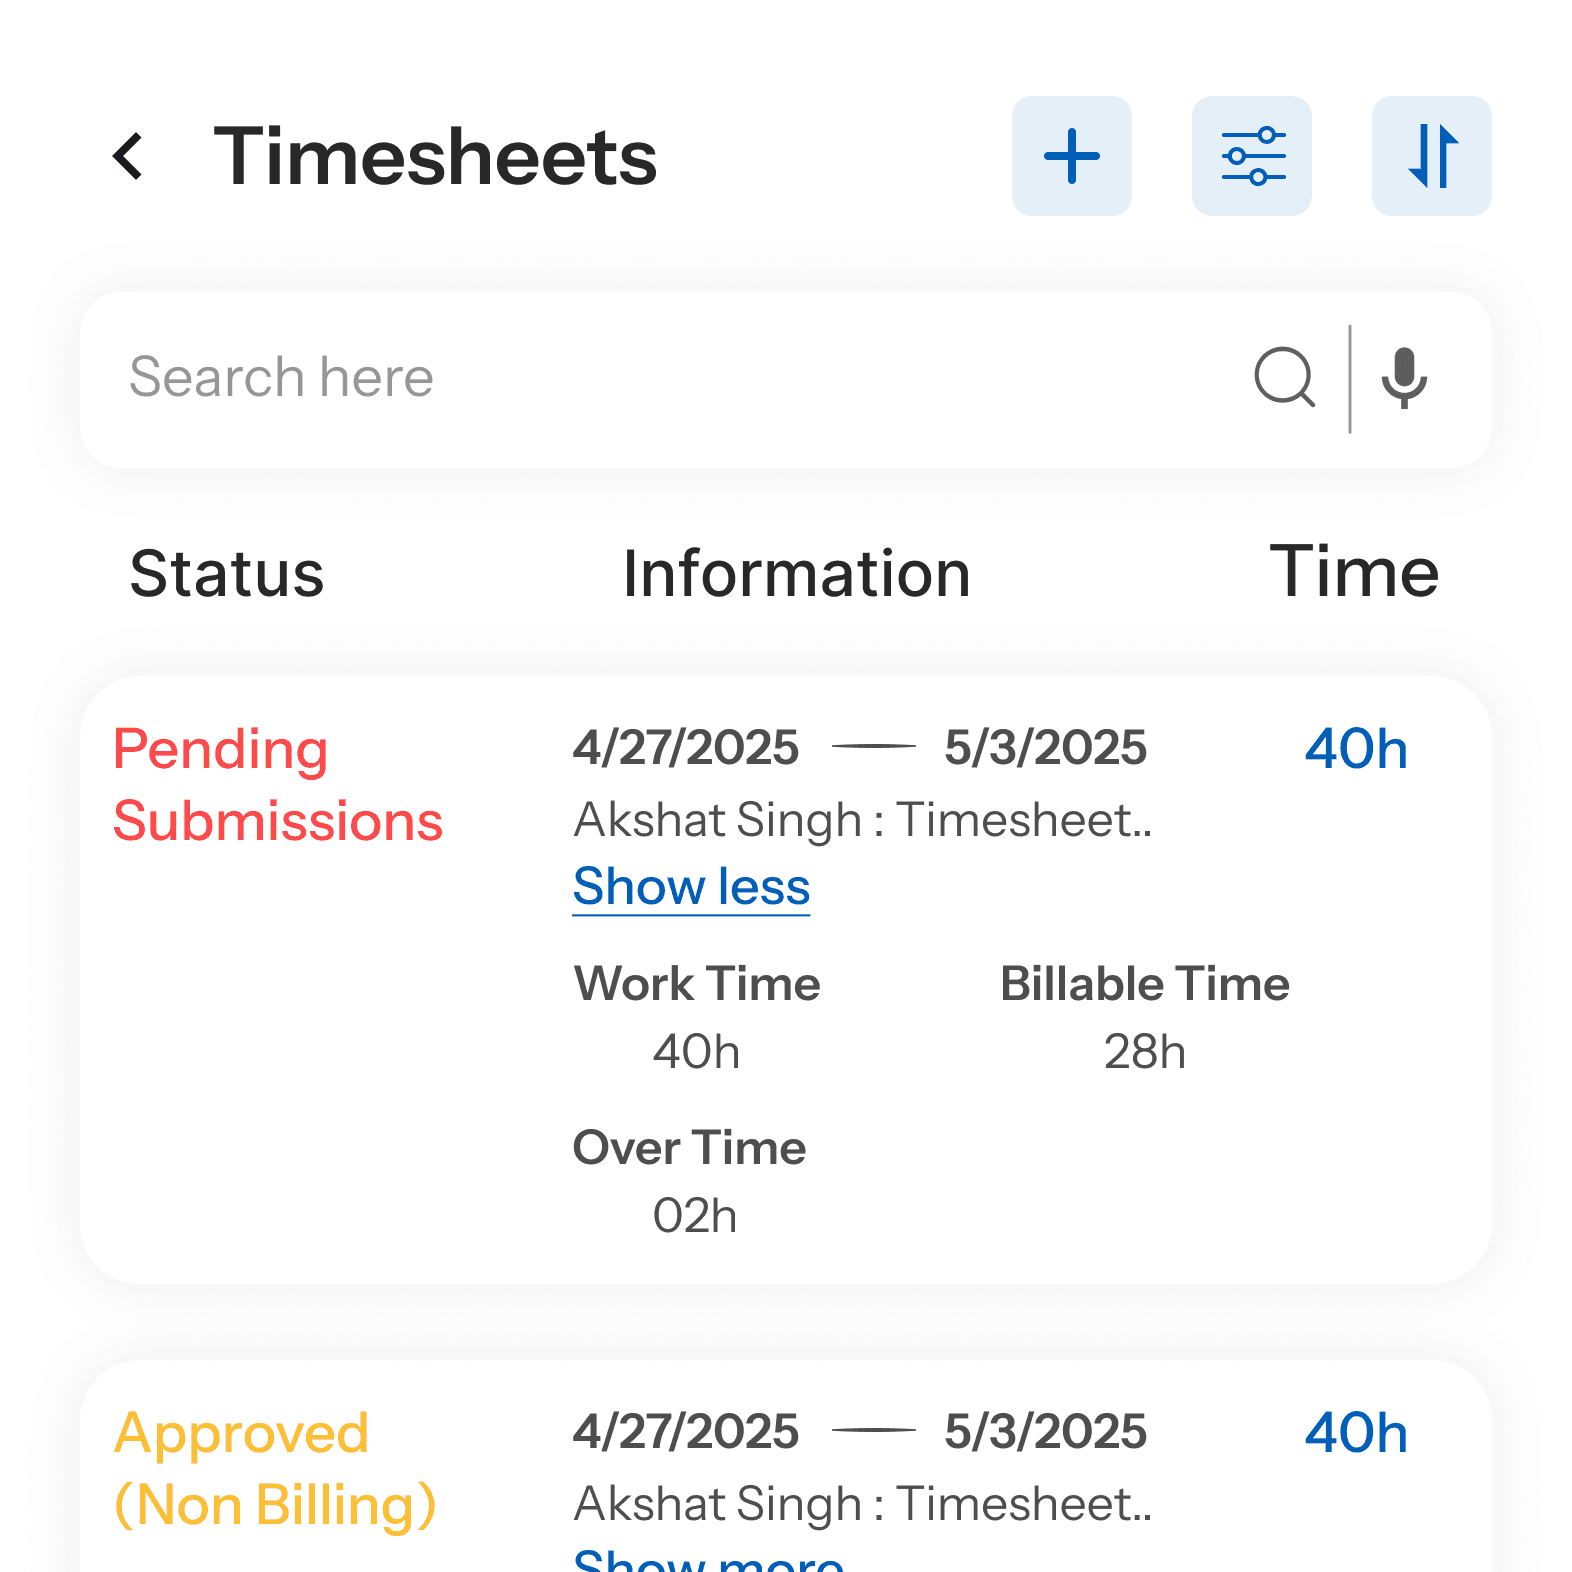 Timesheets
Search here
Status Information Time
Pending Submissions
4/27/2025 — 5/3/2025 40h
Akshat Singh : Timesheet..
Show less
Work Time Billable Time
40h 28h
Over Time
02h
Approved (Non Billing)
4/27/2025 — 5/3/2025 40h
Akshat Singh : Timesheet..
Show more